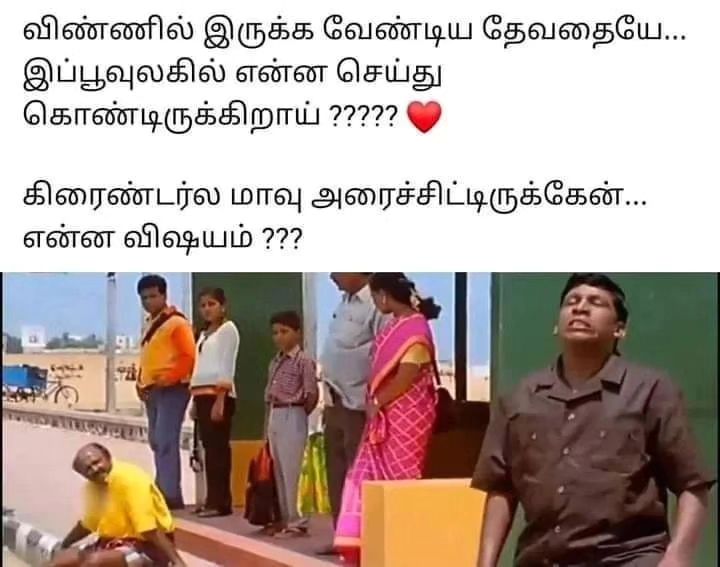 விண்ணில் இருக்க வேண்டிய தேவதையே...
இப்பூவுலகில் என்ன செய்து
கொண்டிருக்கிறாய் ????? ❤️
கிரைண்டர்ல மாவு அரைச்சிட்டிருக்கேன்...
என்ன விஷயம் ???